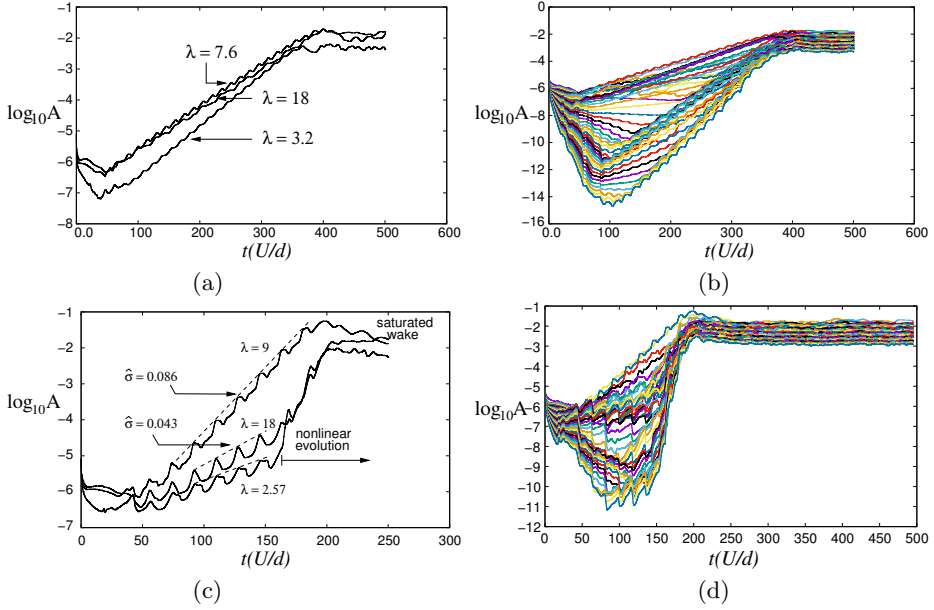 -1
-2
-3
-4
-5
-6
-7
-8
log10A
λ = 7.6
λ = 18
λ = 3.2
0.0 100 200 300 400 500 600
t(U/d)
(a)
0
-2
-4
-6
-8
-10
-12
-14
-16
log10A
0 100 200 300 400 500 600
t(U/d)
(b)
-1
-2
-3
-4
-5
-6
-7
log10A
saturated
wake
λ = 9
σ̂ = 0.086
σ̂ = 0.043
λ = 18
nonlinear
evolution
λ = 2.57
0 50 100 150 200 250 300
t(U/d)
(c)
-1
-2
-3
-4
-5
-6
-7
-8
-9
-10
-11
-12
log10A
0 50 100 150 200 250 300 350 400 450 500
t(U/d)
(d)